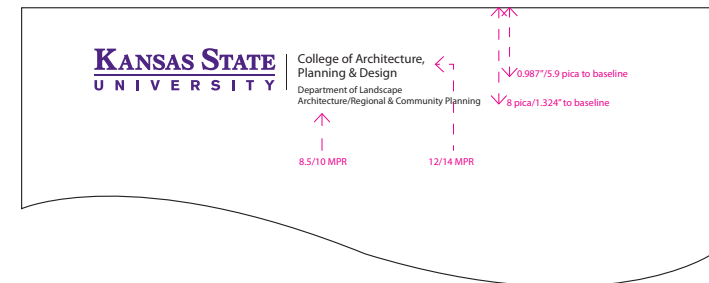 KANSAS STATE
UNIVERSITY
College of Architecture,
Planning & Design
Department of Landscape
Architecture/Regional & Community Planning
0.987"/5.9 pica to baseline
8 pica/1.324" to baseline
8.5/10 MPR
12/14 MPR